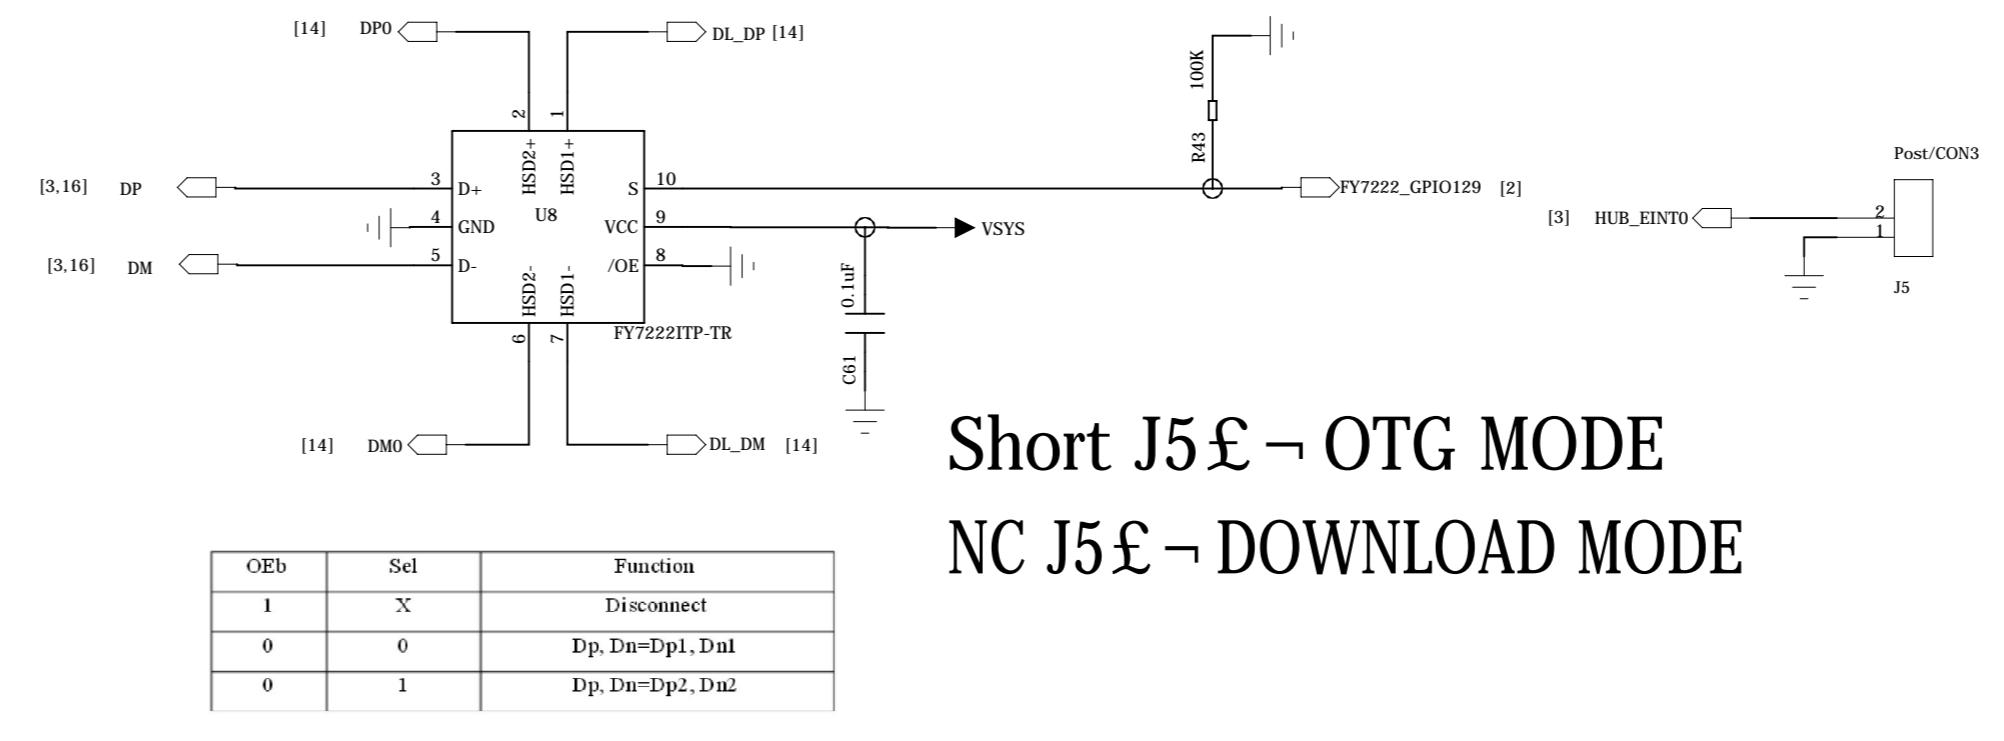 [14] DP0
DL_DP [14]
2
1
HSD2+
HSD1+
[3,16] DP
3 D+
S 10
U8
4 GND
VCC 9
VSYS
[3,16] DM
5 D-
/OE 8
HSD2-
HSD1-
FY7222ITP-TR
6
7
[14] DM0
DL_DM [14]
0.1uF
C61
100K
R43
FY7222_GPIO129 [2]
Post/CON3
[3] HUB_EINT0
2
1
J5
Short J5£¬ OTG MODE
NC J5£¬ DOWNLOAD MODE
OEb Sel Function
1 X Disconnect
0 0 Dp, Dn=Dp1, Dn1
0 1 Dp, Dn=Dp2, Dn2